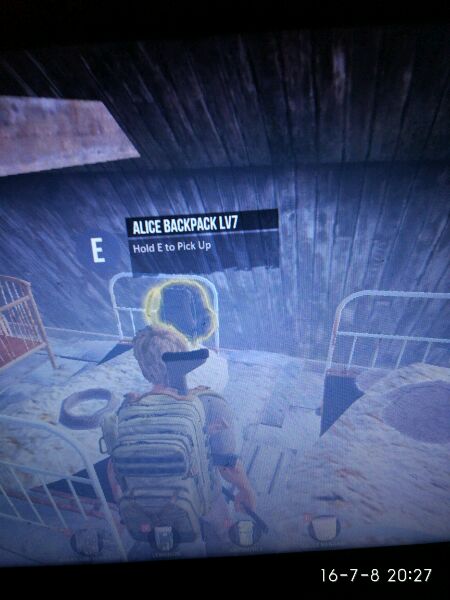 ALICE BACKPACK LV7
E
Hold E to Pick Up
16-7-8 20:27